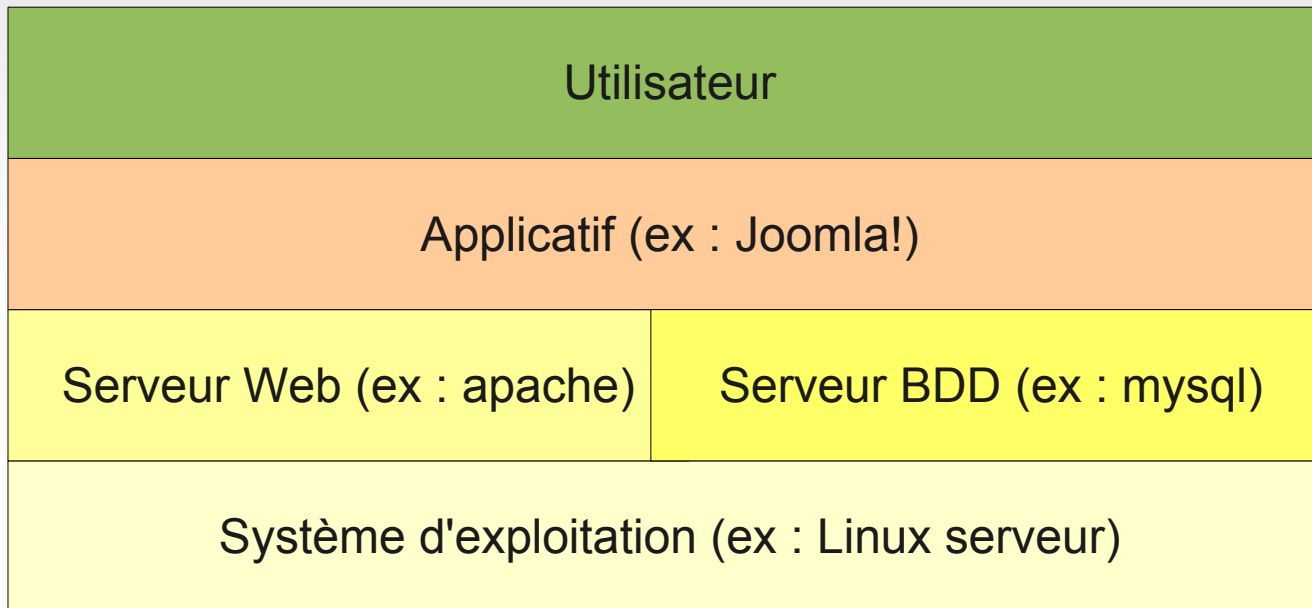 Utilisateur
Applicatif (ex : Joomla!)
Serveur Web (ex : apache)
Serveur BDD (ex : mysql)
Système d'exploitation (ex : Linux serveur)